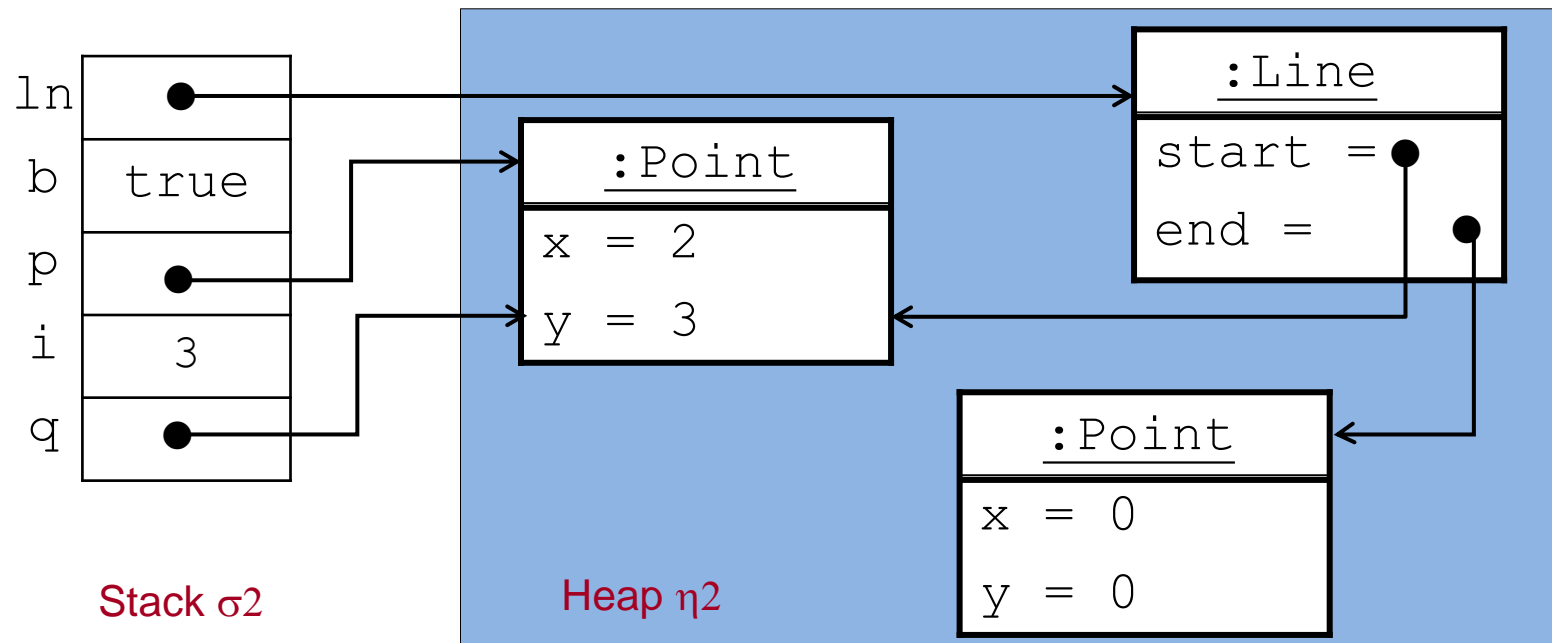 ln
b true
p
i 3
q
Stack σ2
:Line
start =
end =
:Point
x = 2
y = 3
:Point
x = 0
y = 0
Heap η2